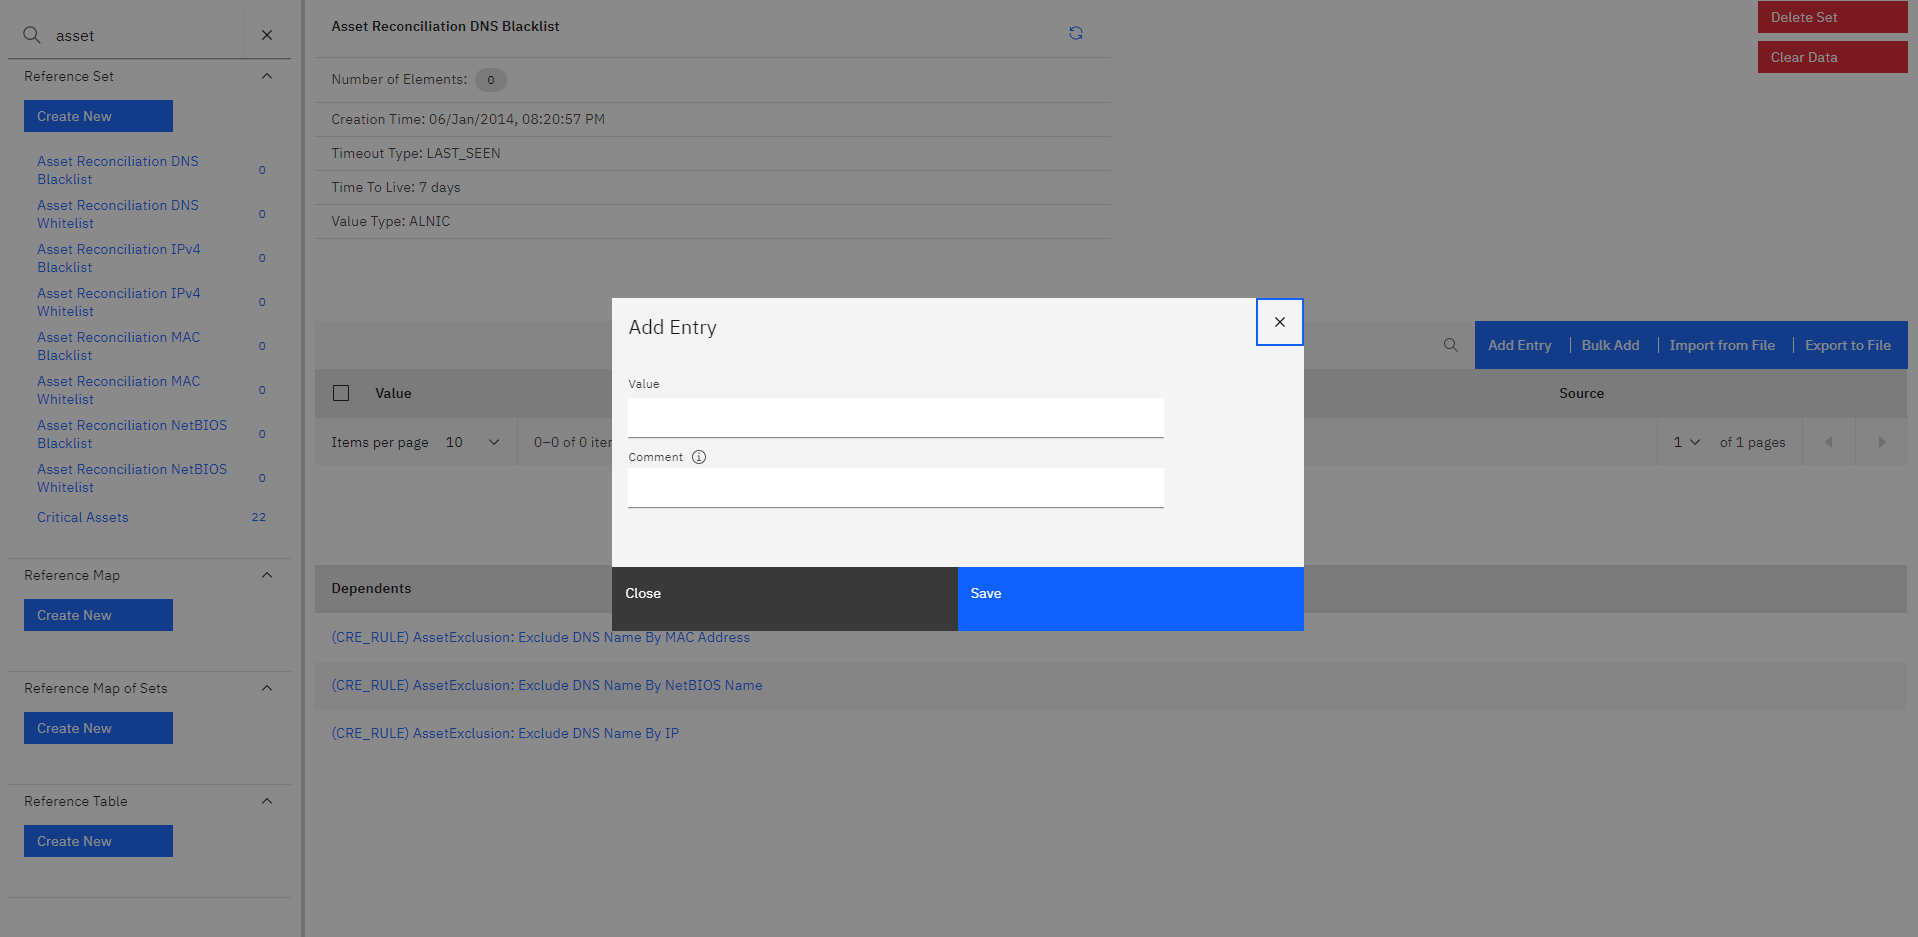 asset
Reference Set
Create New
Asset Reconciliation DNS
Blacklist
0
Asset Reconciliation DNS
Whitelist
0
Asset Reconciliation IPv4
Blacklist
0
Asset Reconciliation IPv4
Whitelist
0
Asset Reconciliation MAC
Blacklist
0
Asset Reconciliation MAC
Whitelist
0
Asset Reconciliation NetBIOS
Blacklist
0
Asset Reconciliation NetBIOS
Whitelist
0
Critical Assets 22
Reference Map
Create New
Reference Map of Sets
Create New
Reference Table
Create New
Asset Reconciliation DNS Blacklist
Number of Elements: 0
Creation Time: 06/Jan/2014, 08:20:57 PM
Timeout Type: LAST_SEEN
Time To Live: 7 days
Value Type: ALNIC
Delete Set
Clear Data
Add Entry | Bulk Add | Import from File | Export to File
Value Source
Items per page 10 0–0 of 0 iter
1 of 1 pages
Add Entry
Value
Comment
Close Save
Dependents
(CRE_RULE) AssetExclusion: Exclude DNS Name By MAC Address
(CRE_RULE) AssetExclusion: Exclude DNS Name By NetBIOS Name
(CRE_RULE) AssetExclusion: Exclude DNS Name By IP